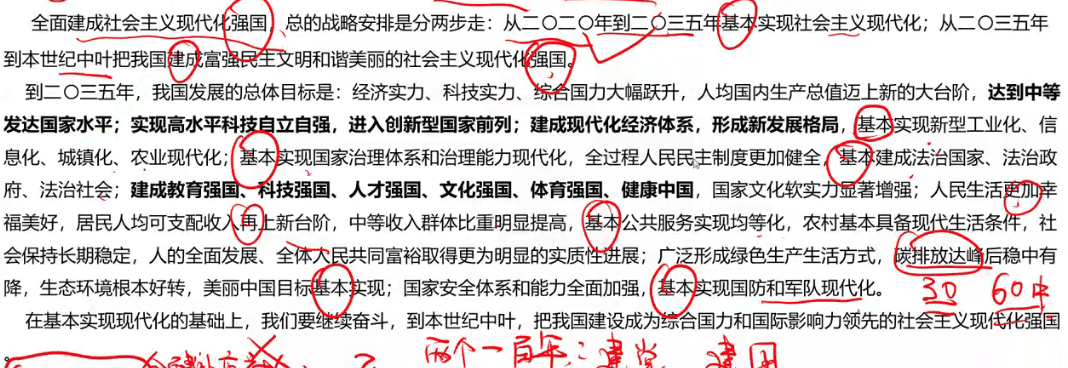 全面建成社会主义现代化强国，总的战略安排是分两步走：从二〇二〇年到二〇三五年基本实现社会主义现代化；从二〇三五年
到本世纪中叶把我国建成富强民主文明和谐美丽的社会主义现代化强国。
到二〇三五年，我国发展的总体目标是：经济实力、科技实力、综合国力大幅跃升，人均国内生产总值迈上新的大台阶，达到中等
发达国家水平；实现高水平科技自立自强，进入创新型国家前列；建成现代化经济体系，形成新发展格局，基本实现新型工业化、信
息化、城镇化、农业现代化；基本实现国家治理体系和治理能力现代化，全过程人民民主制度更加健全，基本建成法治国家、法治政
府、法治社会；建成教育强国、科技强国、人才强国、文化强国、体育强国、健康中国，国家文化软实力显著增强；人民生活更加幸
福美好，居民人均可支配收入再上新台阶，中等收入群体比重明显提高，基本公共服务实现均等化，农村基本具备现代生活条件，社
会保持长期稳定，人的全面发展、全体人民共同富裕取得更为明显的实质性进展；广泛形成绿色生产生活方式，碳排放达峰后稳中有
降，生态环境根本好转，美丽中国目标基本实现；国家安全体系和能力全面加强，基本实现国防和军队现代化。
30 60中
在基本实现现代化的基础上，我们要继续奋斗，到本世纪中叶，把我国建设成为综合国力和国际影响力领先的社会主义现代化强国
。
两个一百年：建党 建国